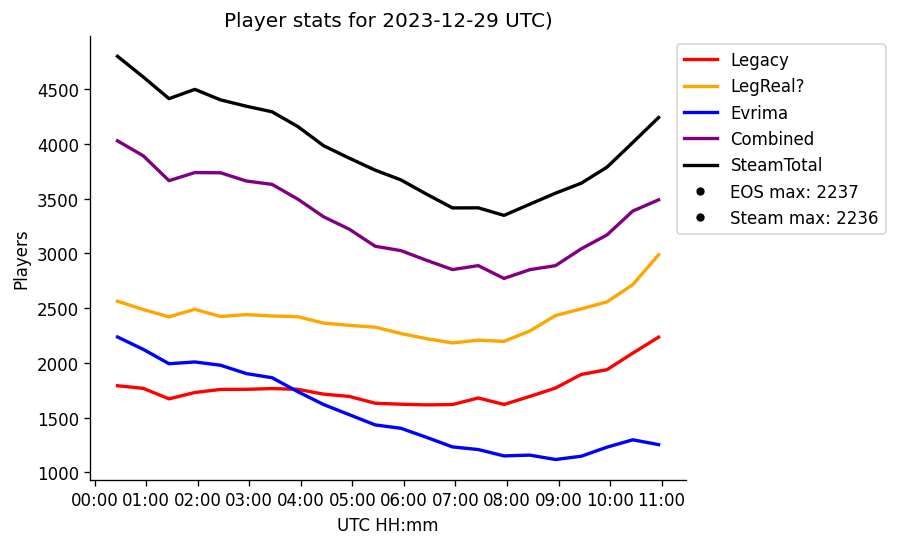 Player stats for 2023-12-29 UTC)
Legacy
LegReal?
Evrima
Combined
SteamTotal
EOS max: 2237
Steam max: 2236
4500
4000
3500
3000
2500
2000
1500
1000
Players
00:00 01:00 02:00 03:00 04:00 05:00 06:00 07:00 08:00 09:00 10:00 11:00
UTC HH:mm